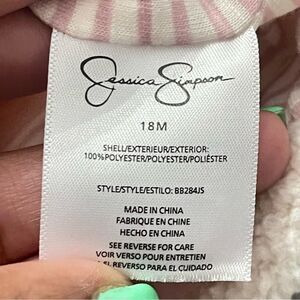 Jessica Simpson
18M
SHELL/EXTERIEUR/EXTERIOR:
100%POLYESTER/POLYESTER/POLIÉSTER
STYLE/STYLE/ESTILO: BB284JS
MADE IN CHINA
FABRIQUE EN CHINE
HECHO EN CHINA
SEE REVERSE FOR CARE
VOIR VERSO POUR ENTRETIEN
EL REVERSO PARA EL CUIDADO